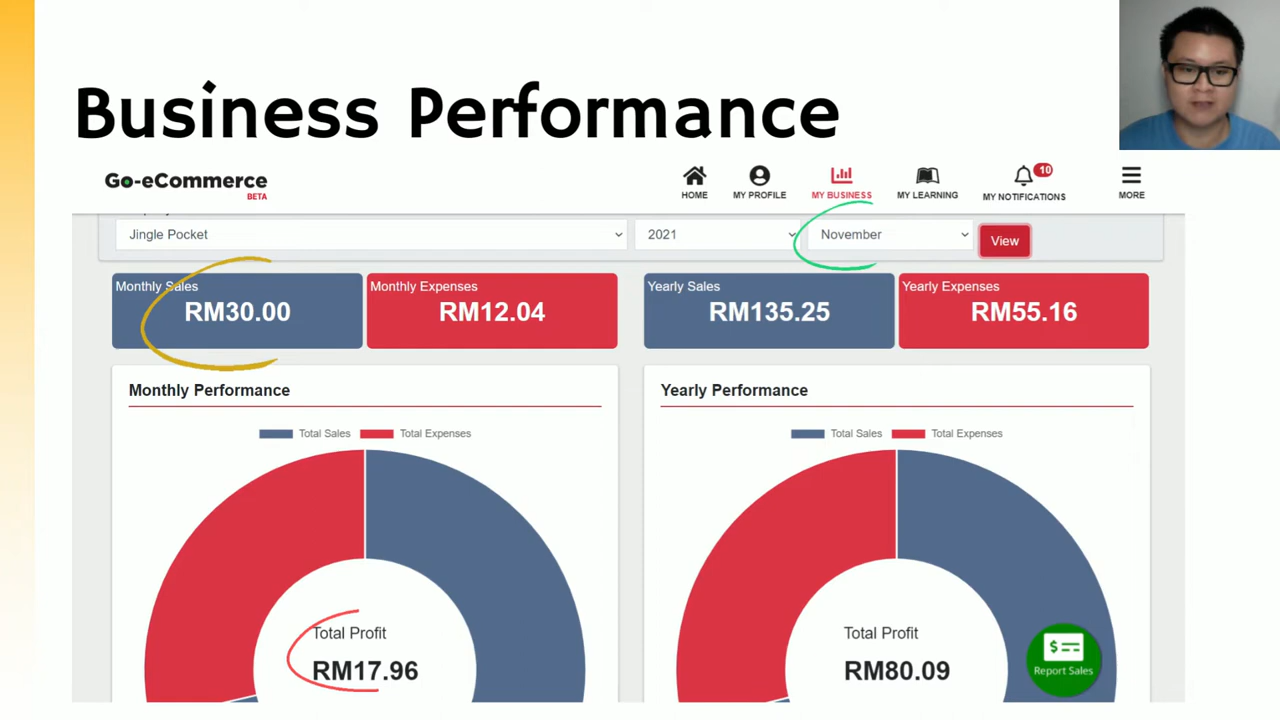 Business Performance
Go-eCommerce
BETA
HOME
MY PROFILE
MY BUSINESS
MY LEARNING
10
MY NOTIFICATIONS
MORE
Jingle Pocket
2021
November
View
Monthly Sales
RM30.00
Monthly Expenses
RM12.04
Yearly Sales
RM135.25
Yearly Expenses
RM55.16
Monthly Performance
Total Sales
Total Expenses
Total Profit
RM17.96
Yearly Performance
Total Sales
Total Expenses
Total Profit
RM80.09
$
Report Sales